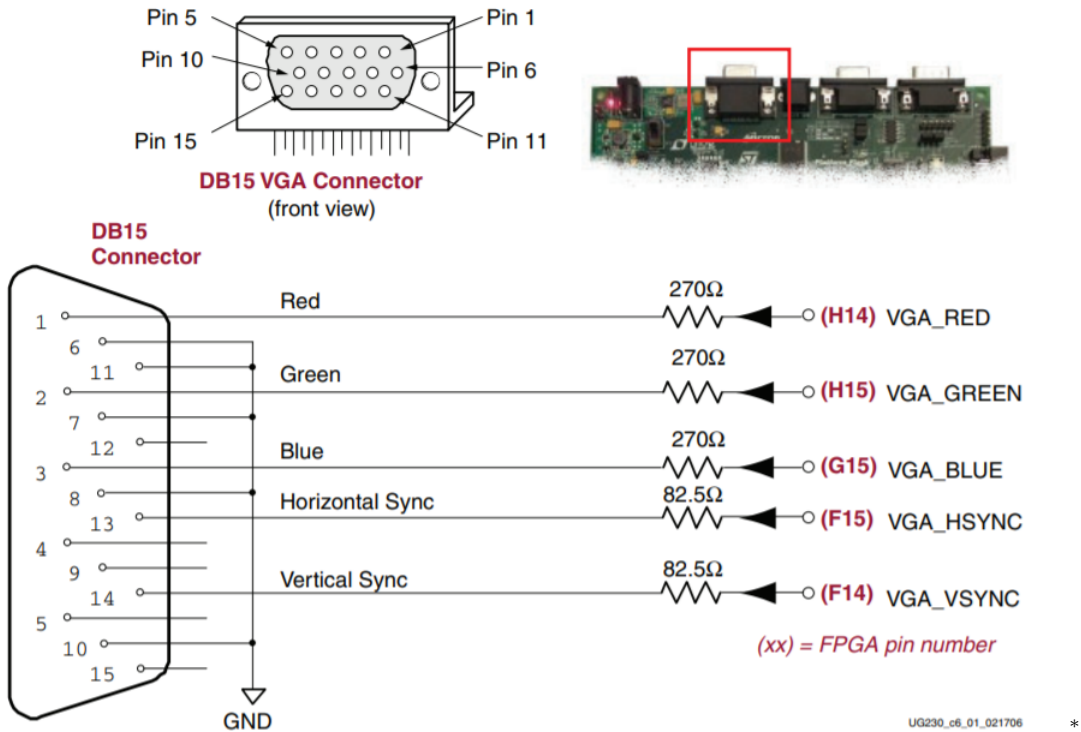 Pin 5
Pin 1
Pin 10
Pin 6
Pin 15
Pin 11
DB15 VGA Connector
(front view)
DB15
Connector
1
Red
270Ω
(H14) VGA_RED
6
11
2
Green
270Ω
(H15) VGA_GREEN
7
12
3
Blue
270Ω
(G15) VGA_BLUE
8
13
Horizontal Sync
82.5Ω
(F15) VGA_HSYNC
4
9
14
Vertical Sync
82.5Ω
(F14) VGA_VSYNC
5
10
15
(xx) = FPGA pin number
GND
UG230_c6_01_021706
*